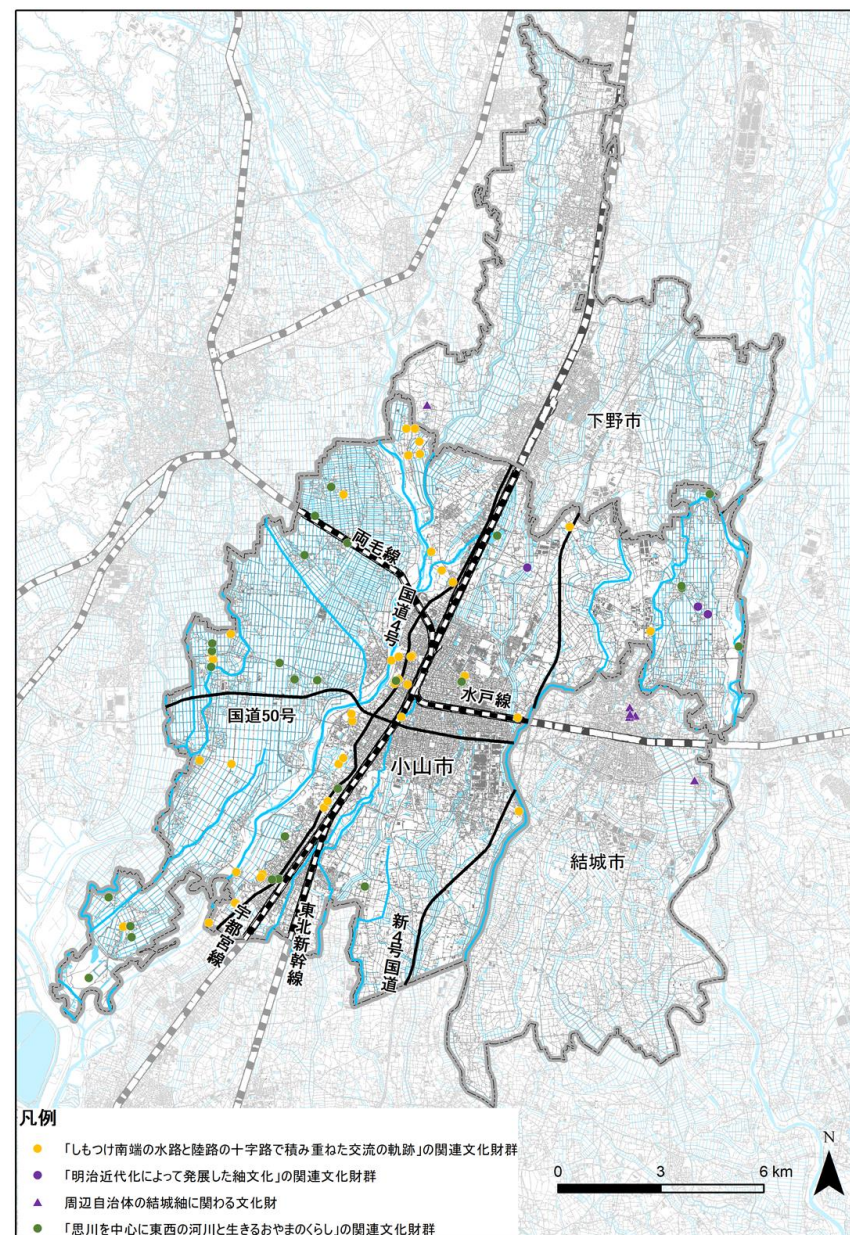 下野市
両毛線
国道4号
水戸線
国道50号
小山市
結城市
新4号国道
東北新幹線
宇都宮線
凡例
「しもつけ南端の水路と陸路の十字路で積み重ねた交流の軌跡」の関連文化財群
「明治近代化によって発展した紬文化」の関連文化財群
周辺自治体の結城紬に関わる文化財
「思川を中心に東西の河川と生きるおやまのくらし」の関連文化財群
0 3 6 km
N